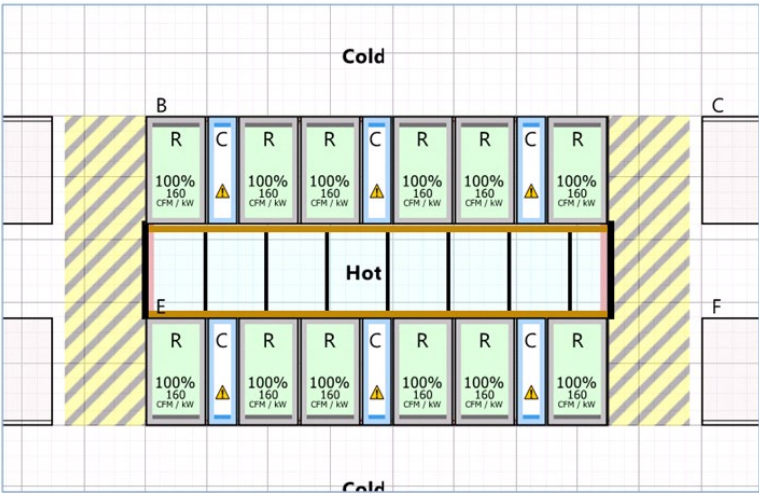 Cold
B C
R C R R C R R C R
100% 100% 100% 100% 100% 100%
160 160 160 160 160 160
CFM / kW CFM / kW CFM / kW CFM / kW CFM / kW CFM / kW
Hot
E F
R C R R C R R C R
100% 100% 100% 100% 100% 100%
160 160 160 160 160 160
CFM / kW CFM / kW CFM / kW CFM / kW CFM / kW CFM / kW
Cold